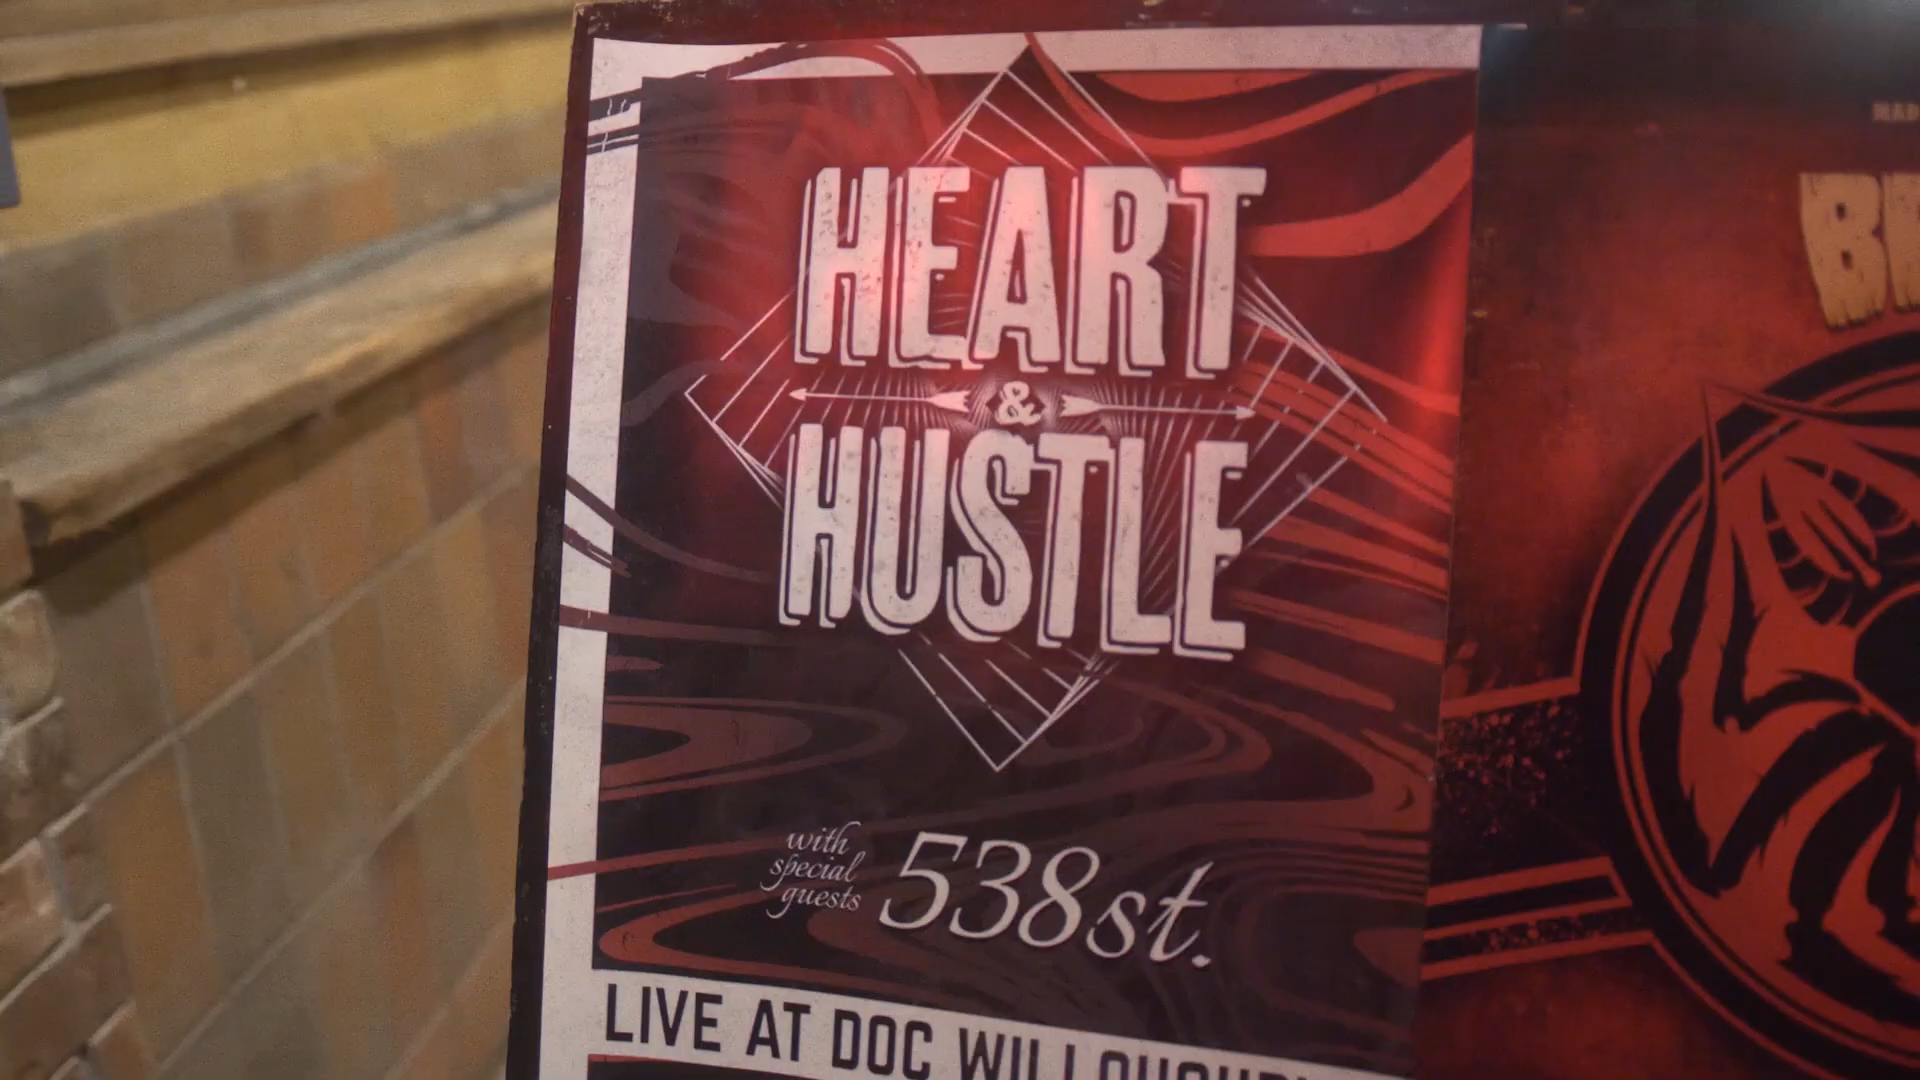 HEART
&
HUSTLE
with
special
guests
538st.
LIVE AT DOC WILLOUGHBY